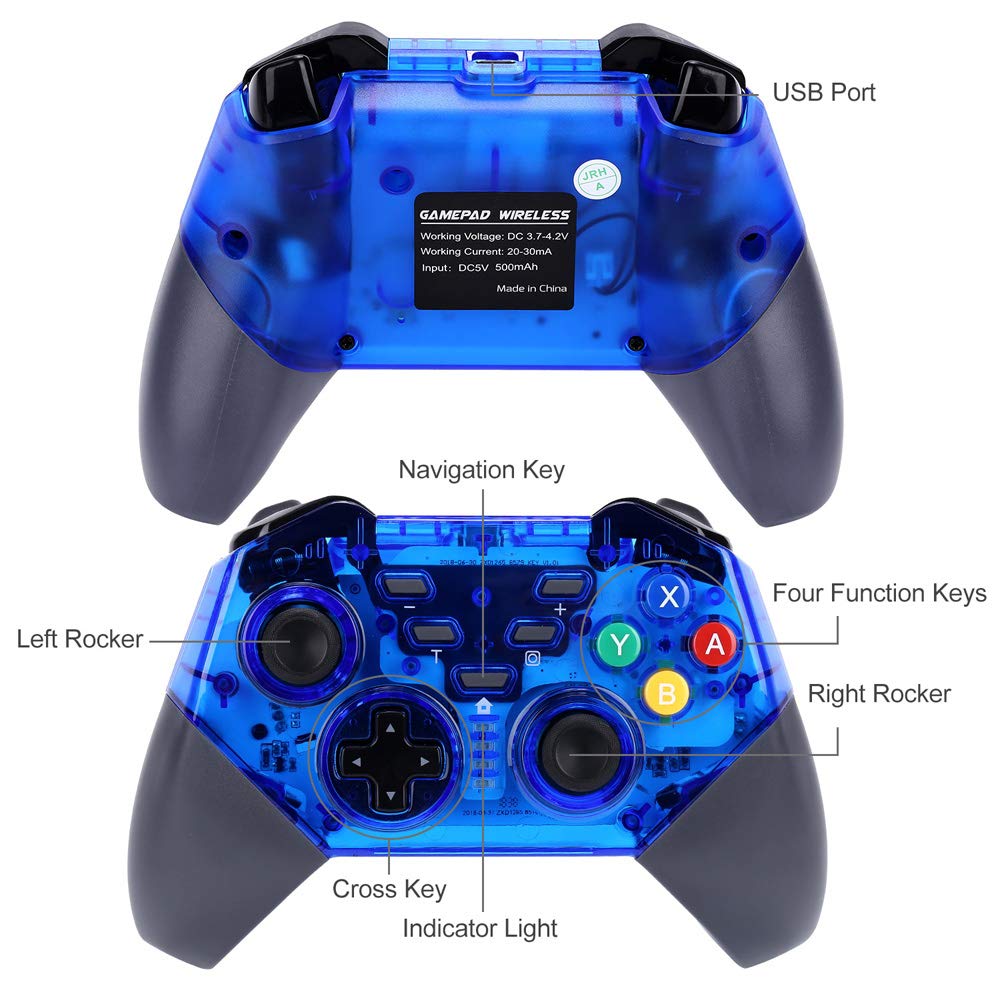 USB Port
JRH
A
GAMEPAD WIRELESS
Working Voltage: DC 3.7-4.2V
Working Current: 20-30mA
Input: DC5V 500mAh
Made in China
Navigation Key
Four Function Keys
X
Y
A
B
Left Rocker
T
Right Rocker
Cross Key
Indicator Light